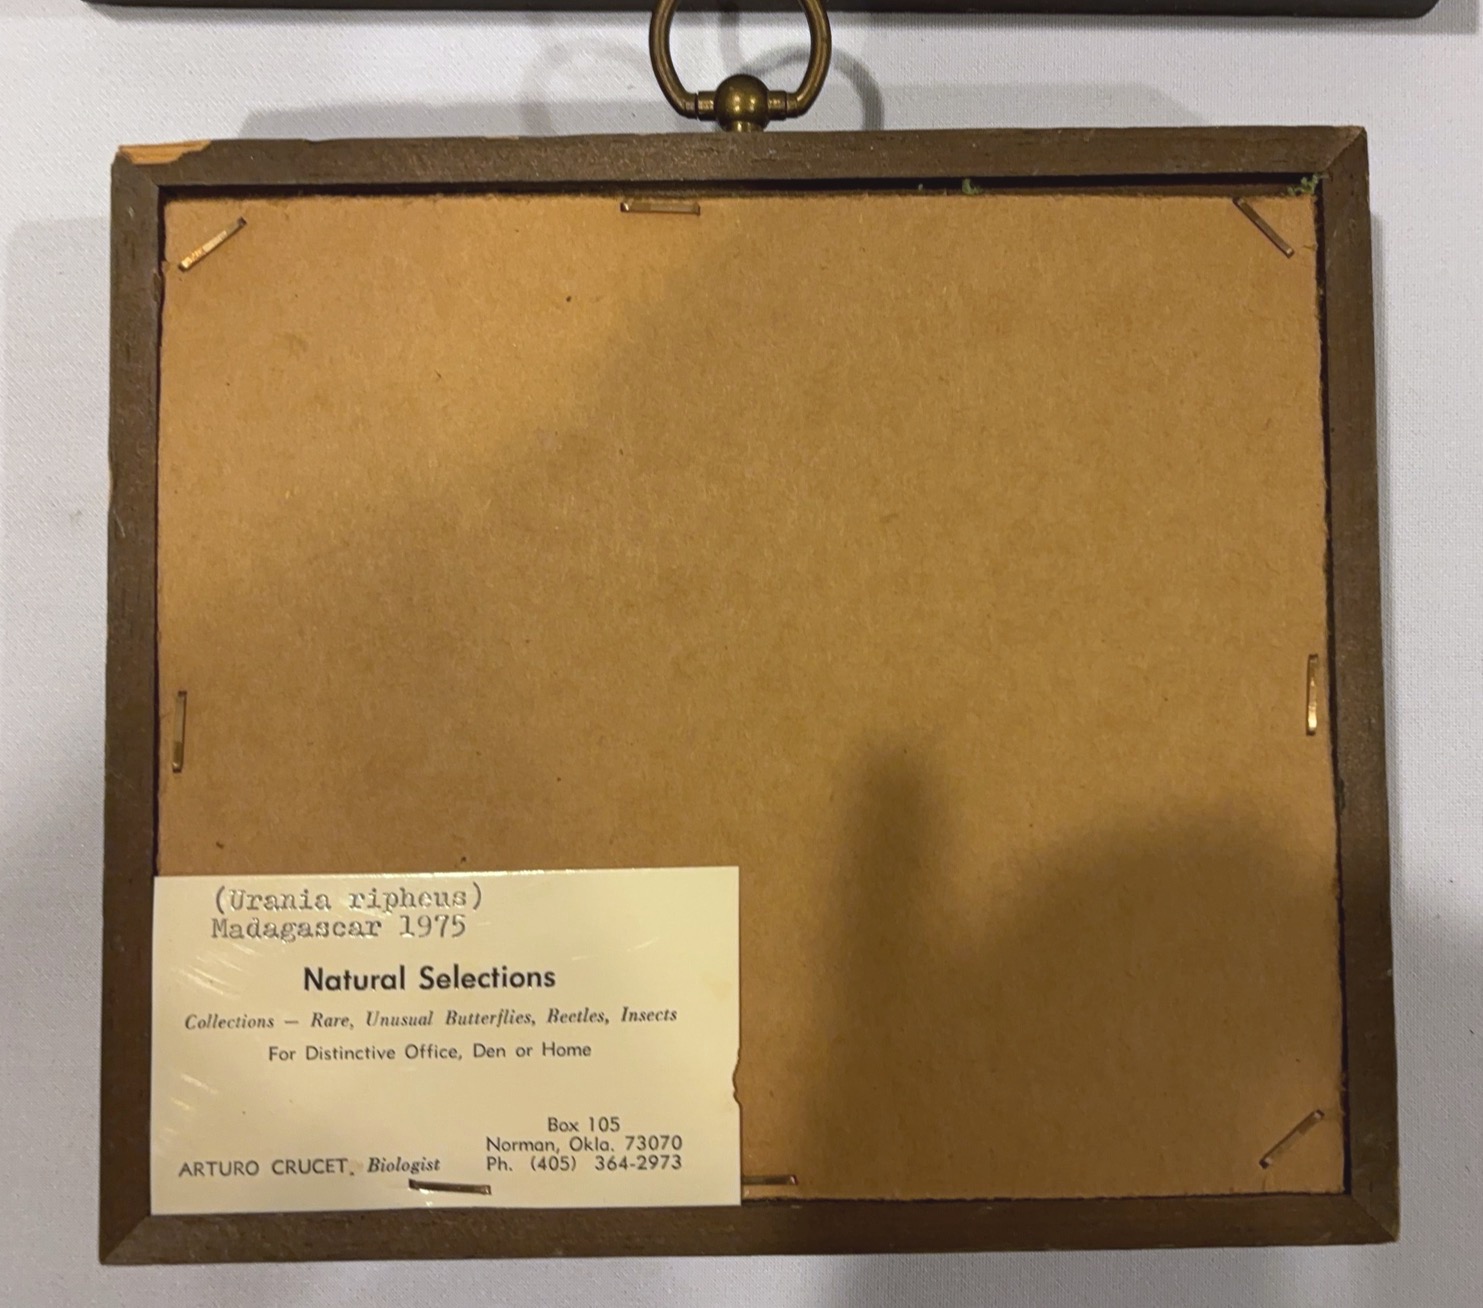 (Urania ripheus)
Madagascar 1975
Natural Selections
Collections — Rare, Unusual Butterflies, Beetles, Insects
For Distinctive Office, Den or Home
Box 105
Norman, Okla. 73070
ARTURO CRUCET, Biologist Ph. (405) 364-2973